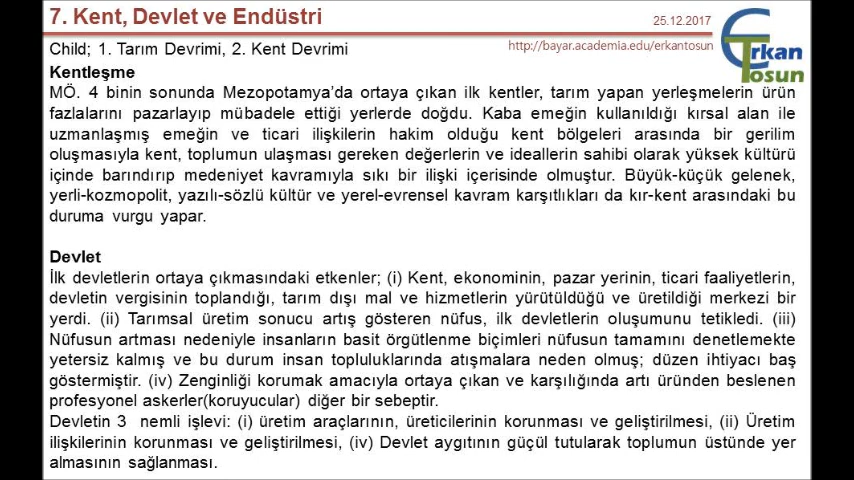 7. Kent, Devlet ve Endüstri
25.12.2017
Child; 1. Tarım Devrimi, 2. Kent Devrimi
http://bayar.academia.edu/erkantosun
Erkan
Tosun
Kentleşme
MÖ. 4 binin sonunda Mezopotamya'da ortaya çıkan ilk kentler, tarım yapan yerleşmelerin ürün
fazlalarını pazarlayıp mübadele ettiği yerlerde doğdu. Kaba emeğin kullanıldığı kırsal alan ile
uzmanlaşmış emeğin ve ticari ilişkilerin hakim olduğu kent bölgeleri arasında bir gerilim
oluşmasıyla kent, toplumun ulaşması gereken değerlerin ve ideallerin sahibi olarak yüksek kültürü
içinde barındırıp medeniyet kavramıyla sıkı bir ilişki içerisinde olmuştur. Büyük-küçük gelenek,
yerli-kozmopolit, yazılı-sözlü kültür ve yerel-evrensel kavram karşıtlıkları da kır-kent arasındaki bu
duruma vurgu yapar.
Devlet
İlk devletlerin ortaya çıkmasındaki etkenler; (i) Kent, ekonominin, pazar yerinin, ticari faaliyetlerin,
devletin vergisinin toplandığı, tarım dışı mal ve hizmetlerin yürütüldüğü ve üretildiği merkezi bir
yerdi. (ii) Tarımsal üretim sonucu artış gösteren nüfus, ilk devletlerin oluşumunu tetikledi. (iii)
Nüfusun artması nedeniyle insanların basit örgütlenme biçimleri nüfusun tamamını denetlemekte
yetersiz kalmış ve bu durum insan topluluklarında atışmalara neden olmuş; düzen ihtiyacı baş
göstermiştir. (iv) Zenginliği korumak amacıyla ortaya çıkan ve karşılığında artı üründen beslenen
profesyonel askerler(koruyucular) diğer bir sebeptir.
Devletin 3 nemli işlevi: (i) üretim araçlarının, üreticilerinin korunması ve geliştirilmesi, (ii) Üretim
ilişkilerinin korunması ve geliştirilmesi, (iv) Devlet aygıtının güçül tutularak toplumun üstünde yer
almasının sağlanması.